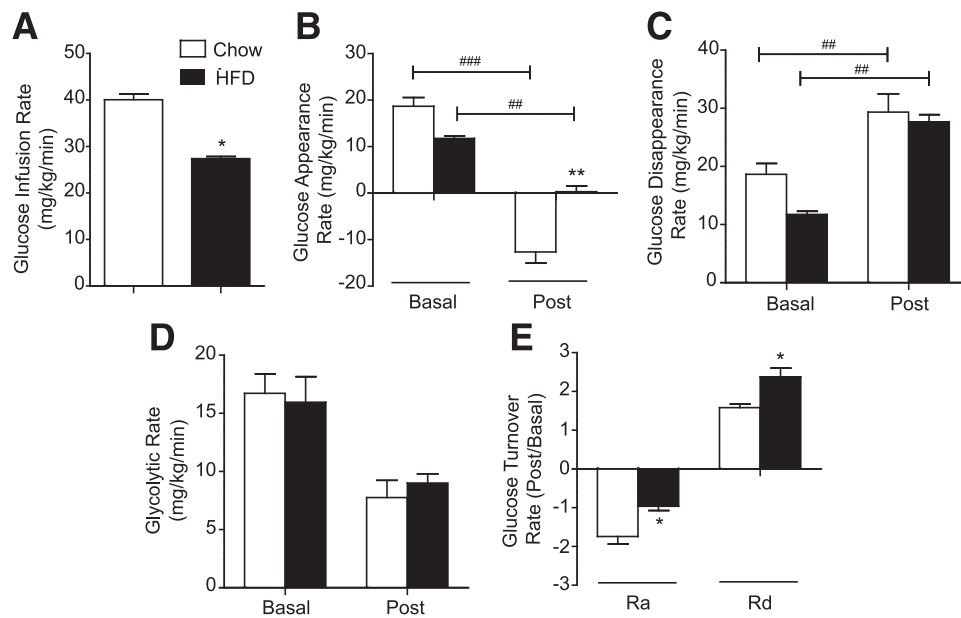 A
Glucose Infusion Rate
(mg/kg/min)
50
40
30
20
10
0
Chow
HFD
*
B
Glucose Appearance
Rate (mg/kg/min)
30
20
10
0
-10
-20
###
##
**
Basal
Post
C
Glucose Disappearance
Rate (mg/kg/min)
40
30
20
10
0
##
##
Basal
Post
D
Glycolytic Rate
(mg/kg/min)
20
15
10
5
0
Basal
Post
E
Glucose Turnover
Rate (Post/Basal)
3
2
1
0
-1
-2
-3
*
*
Ra
Rd